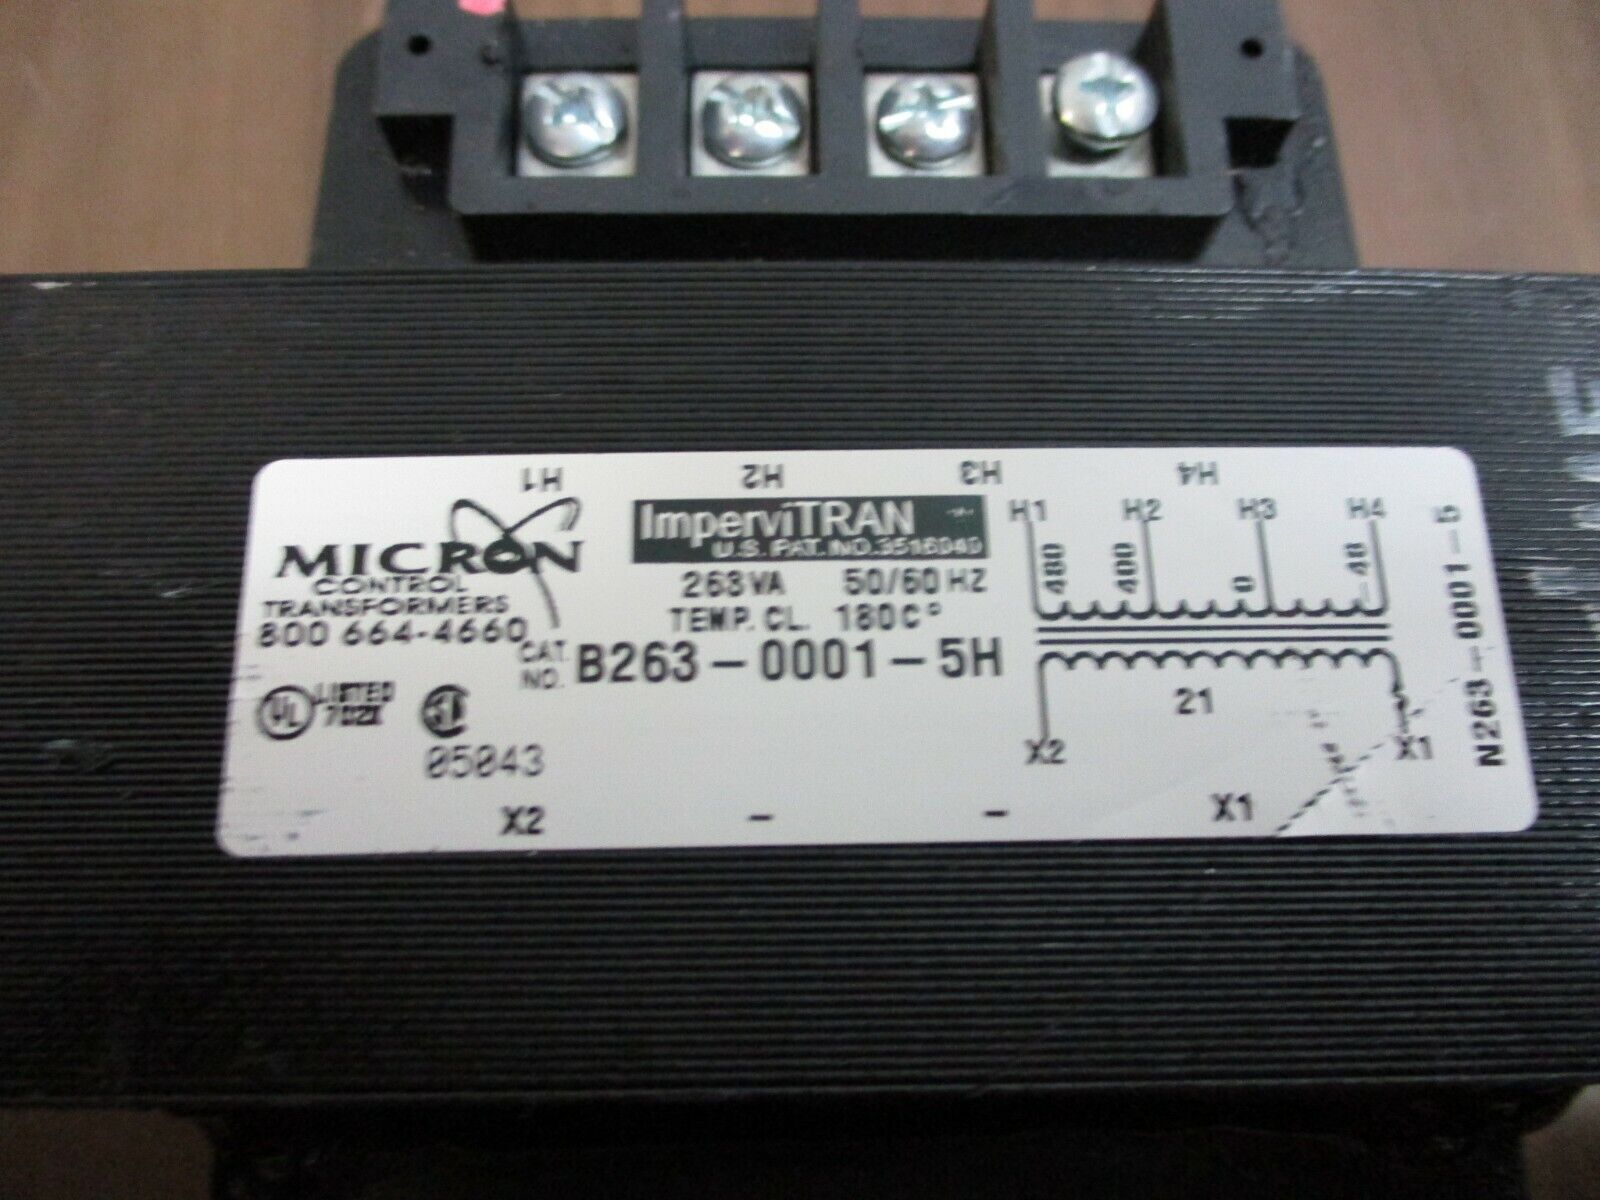 H1 H2 H3 H4
MICRON
CONTROL
TRANSFORMERS
800 664-4660
ImperviTRAN
U.S. PAT. NO. 3516040
263VA 50/60 HZ
TEMP. CL. 180C°
CAT. NO. B263-0001-5H
UL LISTED
702X
05043
H1 H2 H3 H4
480 400 0 -48
21
X2 X1
N263-0001-5
X2 - - X1